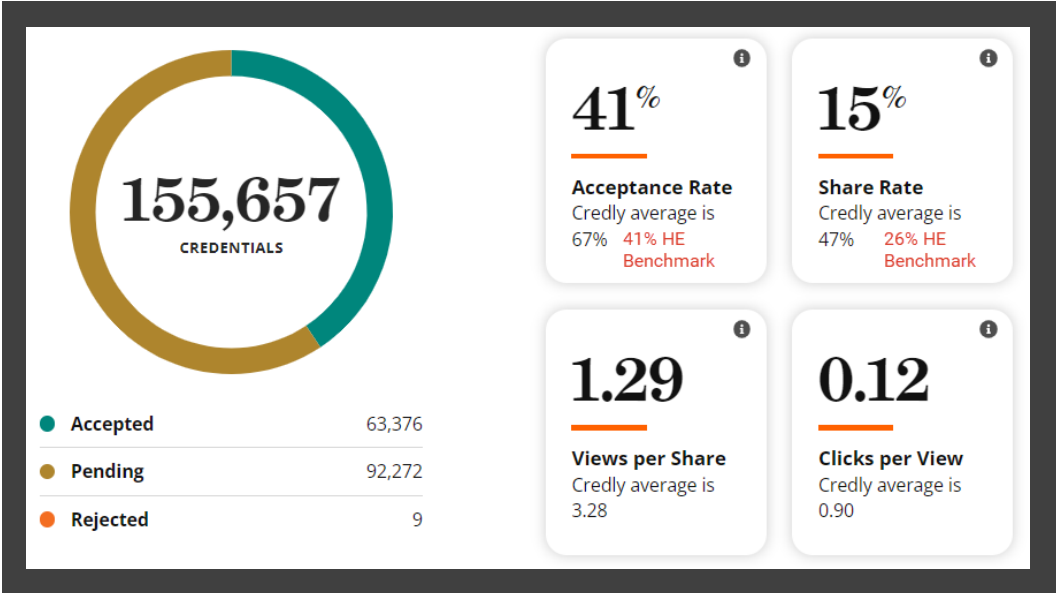 155,657
CREDENTIALS
Accepted 63,376
Pending 92,272
Rejected 9
41%
Acceptance Rate
Credly average is
67% 41% HE
Benchmark
15%
Share Rate
Credly average is
47% 26% HE
Benchmark
1.29
Views per Share
Credly average is
3.28
0.12
Clicks per View
Credly average is
0.90